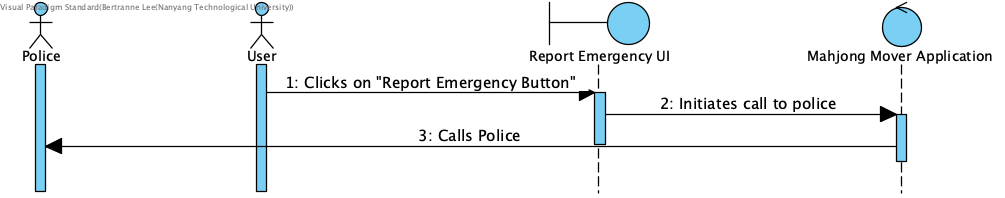 Visual Paradigm Standard(Bertranne Lee(Nanyang Technological University))
Police
User
Report Emergency UI
Mahjong Mover Application
1: Clicks on "Report Emergency Button"
2: Initiates call to police
3: Calls Police